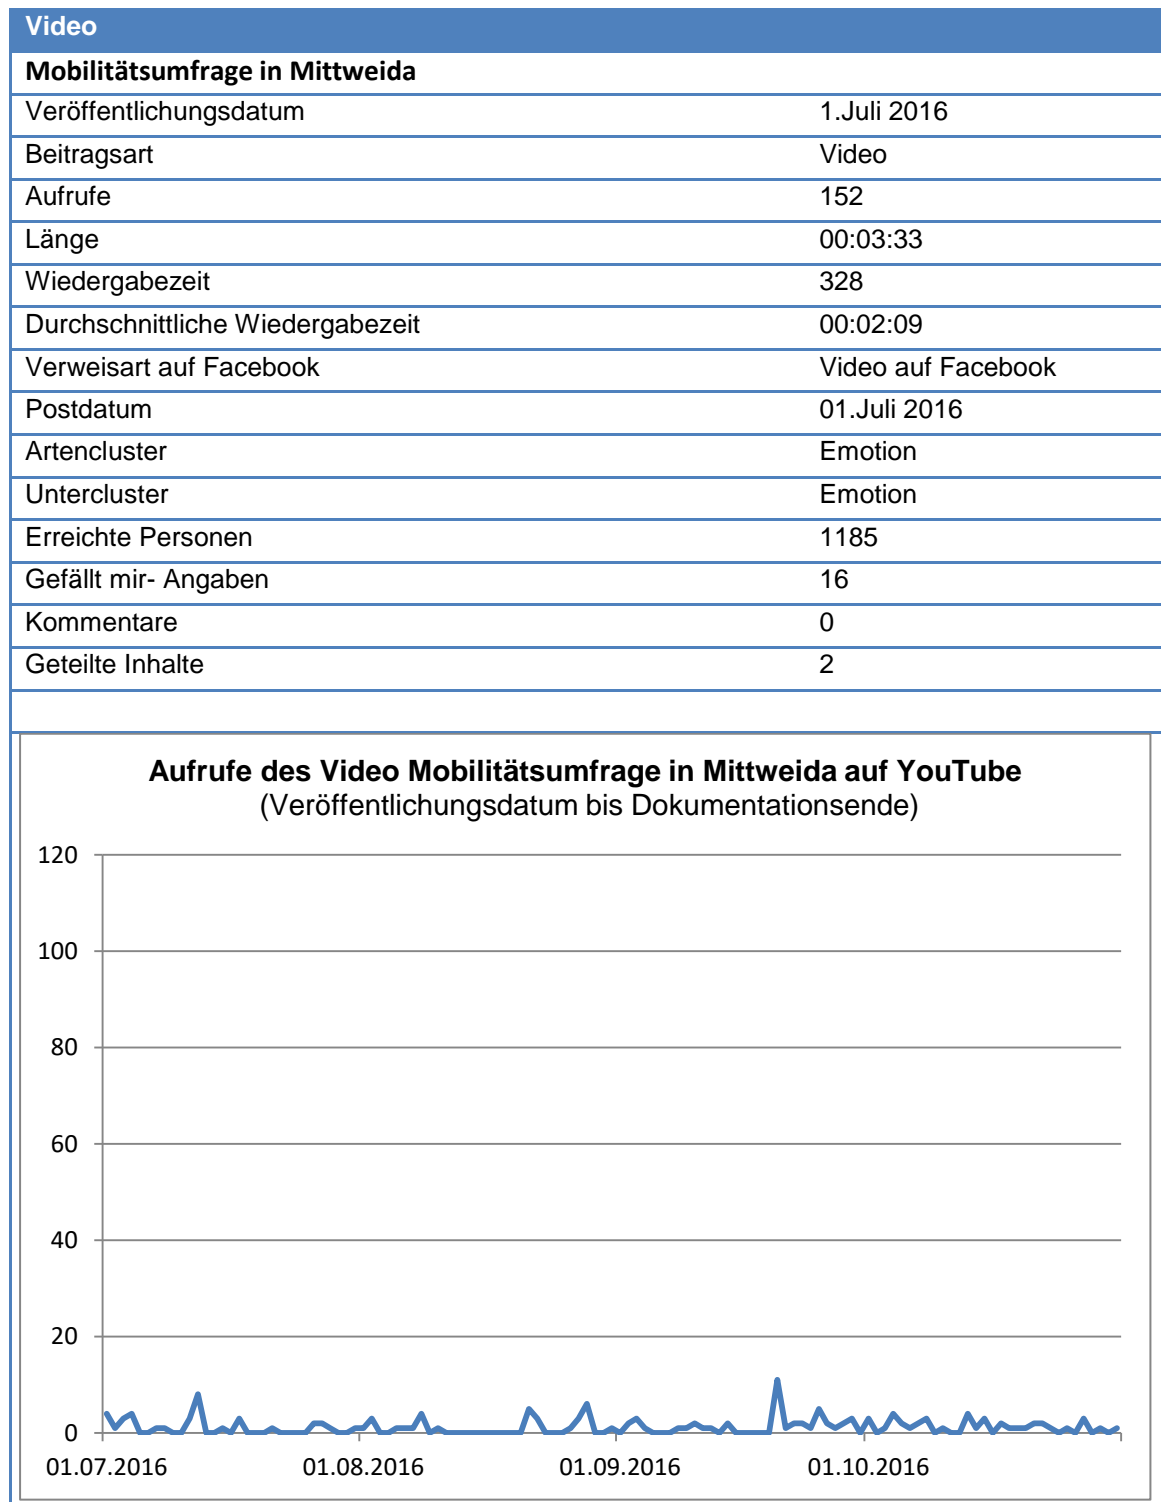 Video
Mobilitätsumfrage in Mittweida
Veröffentlichungsdatum 1.Juli 2016
Beitragsart Video
Aufrufe 152
Länge 00:03:33
Wiedergabezeit 328
Durchschnittliche Wiedergabezeit 00:02:09
Verweisart auf Facebook Video auf Facebook
Postdatum 01.Juli 2016
Artencluster Emotion
Untercluster Emotion
Erreichte Personen 1185
Gefällt mir- Angaben 16
Kommentare 0
Geteilte Inhalte 2
Aufrufe des Video Mobilitätsumfrage in Mittweida auf YouTube
(Veröffentlichungsdatum bis Dokumentationsende)
120
100
80
60
40
20
0
01.07.2016 01.08.2016 01.09.2016 01.10.2016